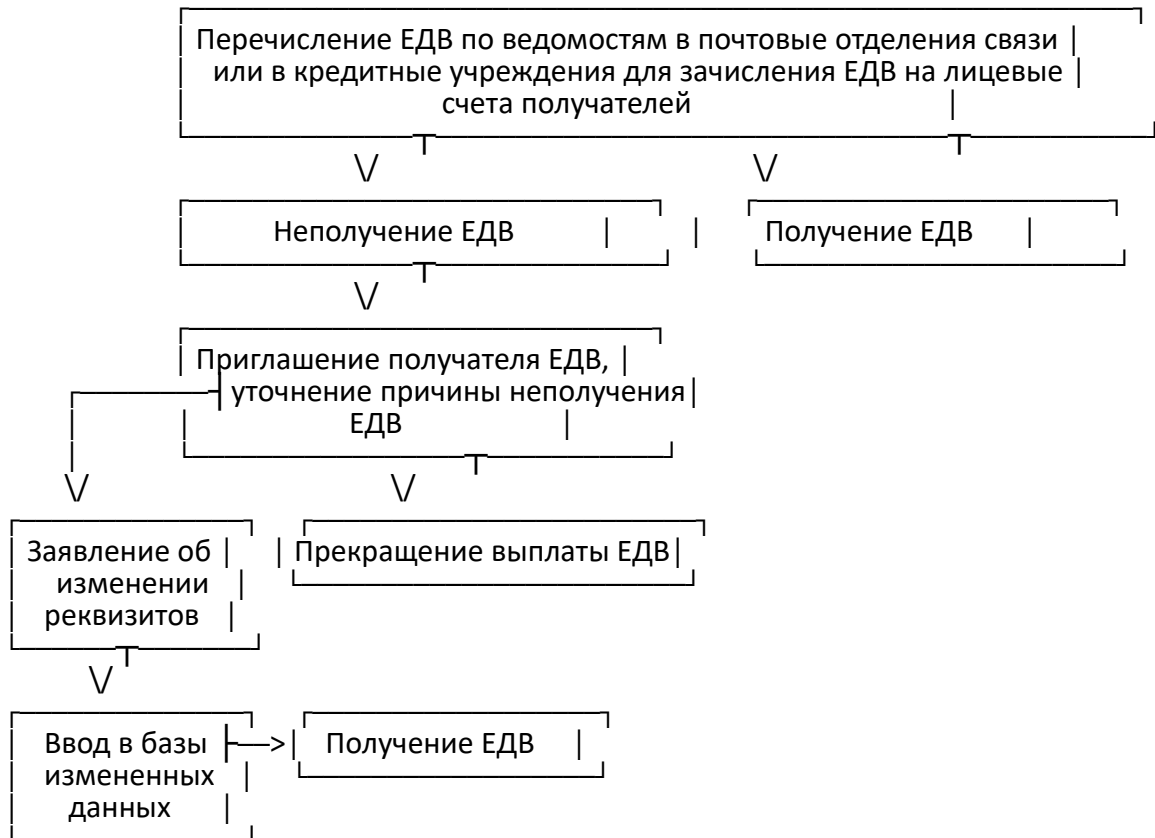 Перечисление ЕДВ по ведомостям в почтовые отделения связи
или в кредитные учреждения для зачисления ЕДВ на лицевые
счета получателей
Неполучение ЕДВ
Получение ЕДВ
Приглашение получателя ЕДВ,
уточнение причины неполучения
ЕДВ
Заявление об
изменении
реквизитов
Прекращение выплаты ЕДВ
Ввод в базы
измененных
данных
Получение ЕДВ